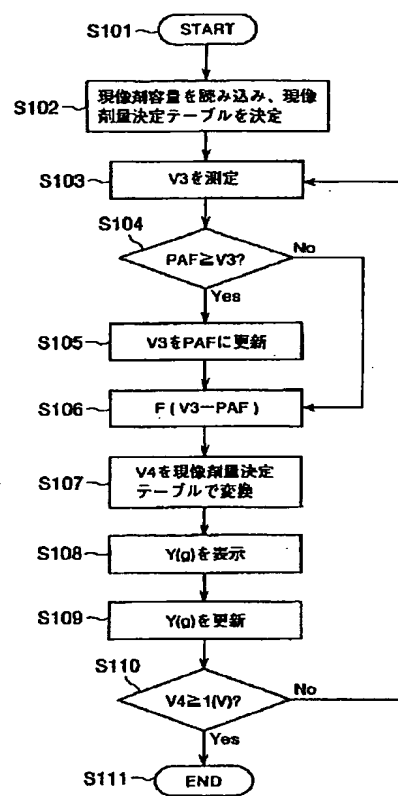 S101 START
S102 現像剤容量を読み込み、現像
剤量決定テーブルを決定
S103 V3を測定
S104
PAF≧V3? No
Yes
S105 V3をPAFに更新
S106 F(V3−PAF)
S107 V4を現像剤量決定
テーブルで変換
S108 Y(g)を表示
S109 Y(g)を更新
S110
V4≧1(V)? No
Yes
S111 END